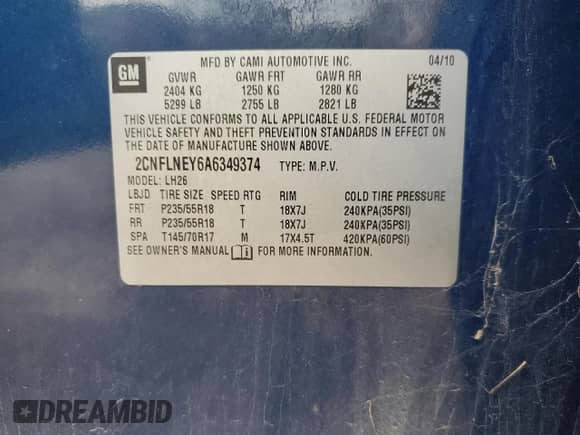 GM
MFD BY CAMI AUTOMOTIVE INC. 04/10
GVWR GAWR FRT GAWR RR
2404 KG 1250 KG 1280 KG
5299 LB 2755 LB 2821 LB
THIS VEHICLE CONFORMS TO ALL APPLICABLE U.S. FEDERAL MOTOR
VEHICLE SAFETY AND THEFT PREVENTION STANDARDS IN EFFECT ON
THE DATE OF MANUFACTURE SHOWN ABOVE.
2CNFLNEY6A6349374 TYPE: M.P.V.
MODEL: LH26
LBJD TIRE SIZE SPEED RTG RIM COLD TIRE PRESSURE
FRT P235/55R18 T 18X7J 240KPA(35PSI)
RR P235/55R18 T 18X7J 240KPA(35PSI)
SPA T145/70R17 M 17X4.5T 420KPA(60PSI)
SEE OWNER'S MANUAL FOR MORE INFORMATION.
DREAMBID